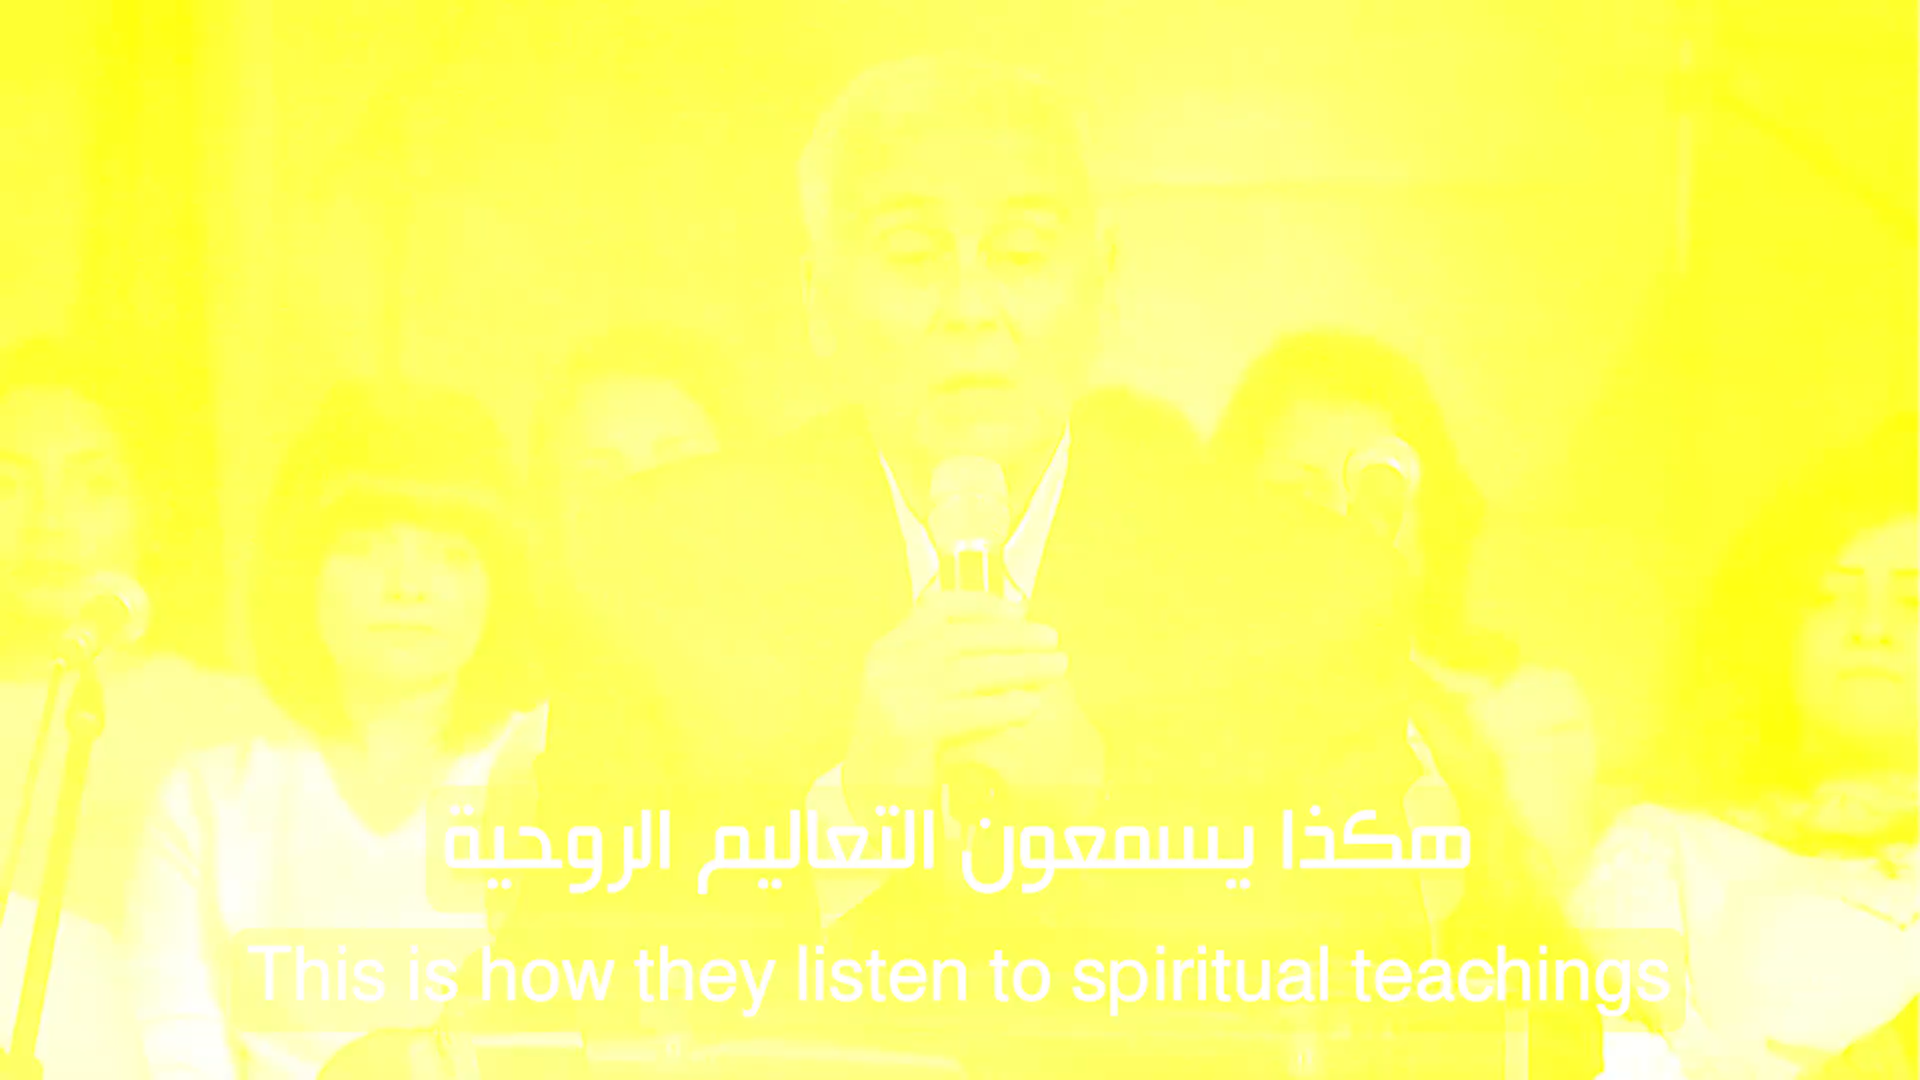 هكذا يسمعون التعاليم الروحية
This is how they listen to spiritual teachings